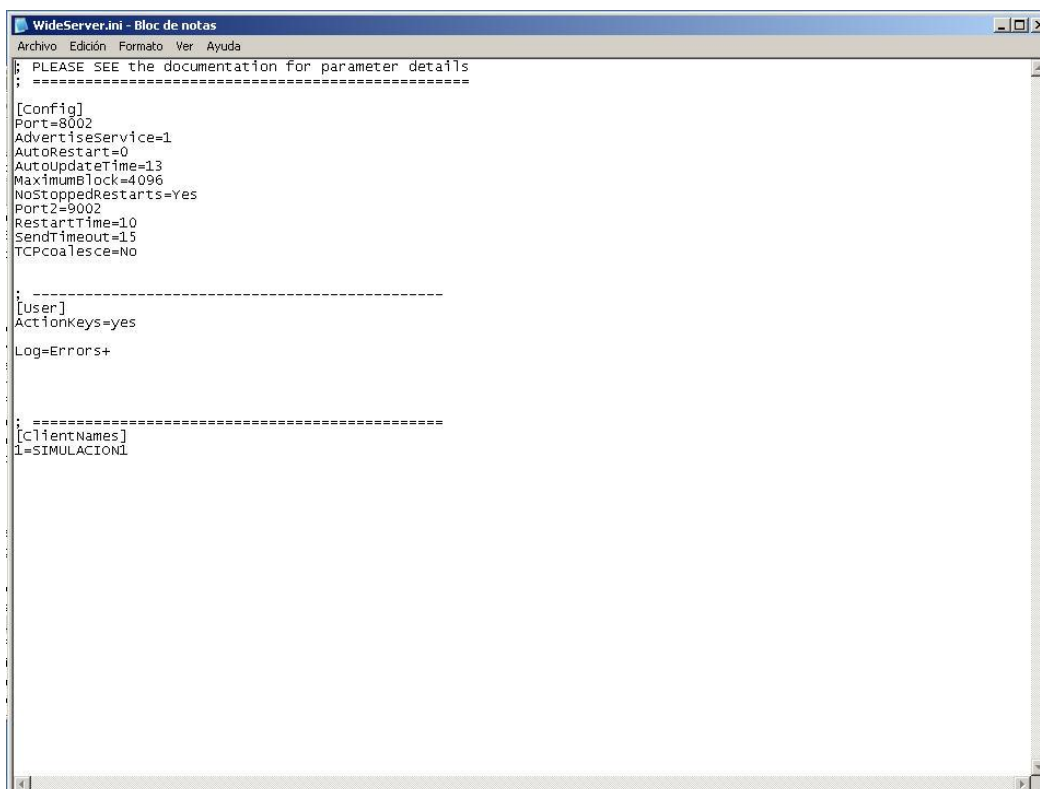 WideServer.ini - Bloc de notas
Archivo Edición Formato Ver Ayuda
; PLEASE SEE the documentation for parameter details
; ==================================================
[Config]
Port=8002
AdvertiseService=1
AutoRestart=0
AutoUpdateTime=13
MaximumBlock=4096
NoStoppedRestarts=Yes
Port2=9002
RestartTime=10
SendTimeout=15
TCPcoalesce=No
; -----------------------------------------------
[User]
ActionKeys=yes
Log=Errors+
; ===============================================
[ClientNames]
1=SIMULACION1